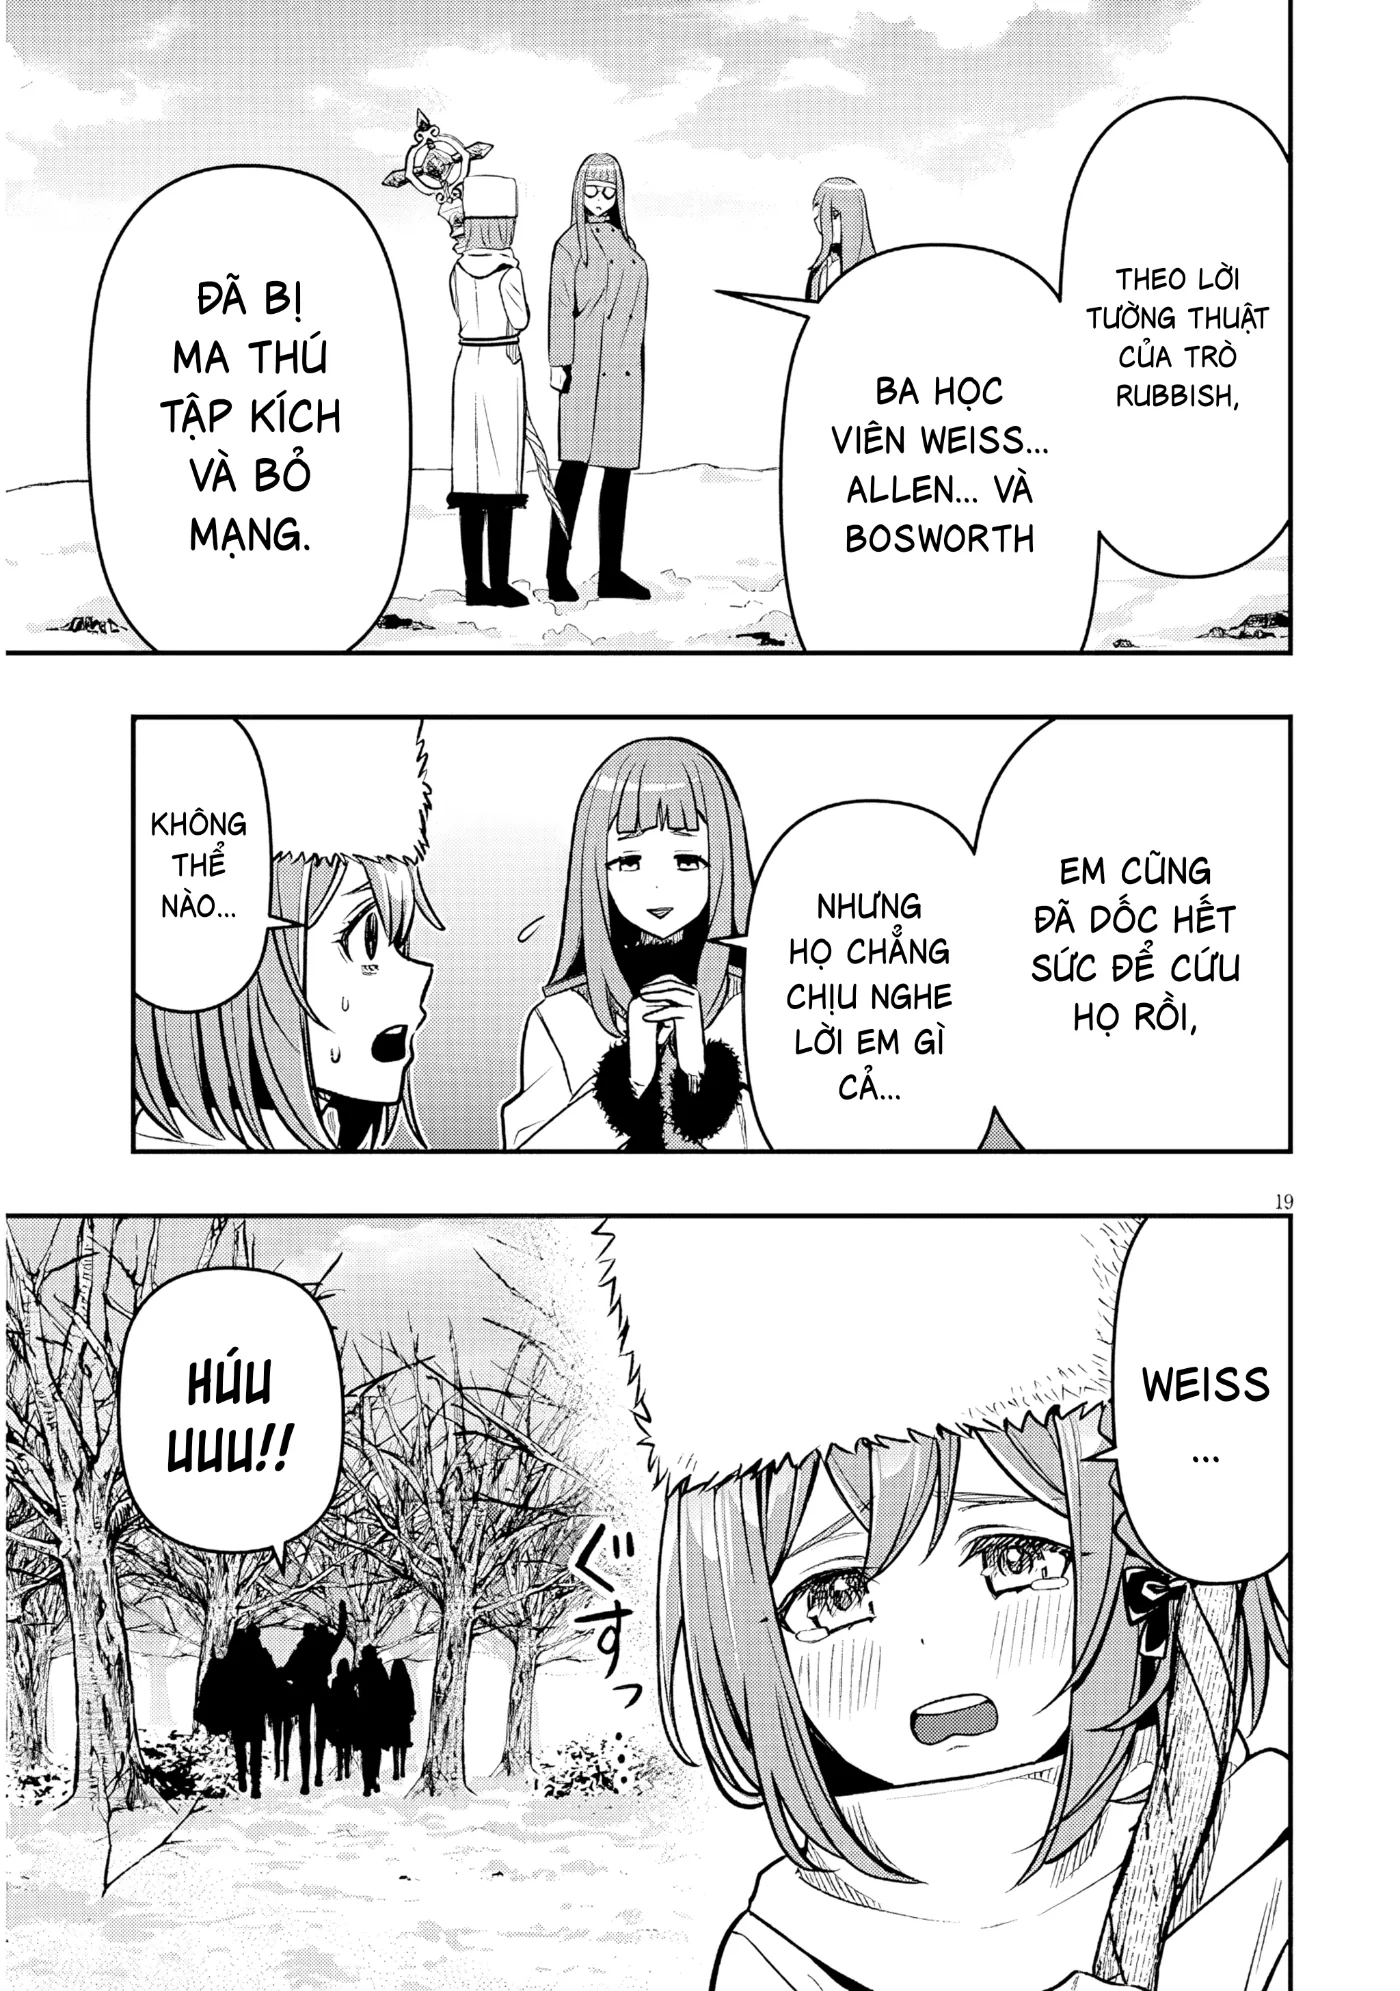 THEO LỜI
TƯỜNG THUẬT
CỦA TRÒ
RUBBISH,
BA HỌC
VIÊN WEISS...
ALLEN... VÀ
BOSWORTH
ĐÃ BỊ
MA THÚ
TẬP KÍCH
VÀ BỎ
MẠNG.
EM CŨNG
ĐÃ DỐC HẾT
SỨC ĐỂ CỨU
HỌ RỒI,
NHƯNG
HỌ CHẲNG
CHỊU NGHE
LỜI EM GÌ
CẢ...
KHÔNG
THỂ
NÀO...
19
WEISS
...
ぐすっ……
HÚU
UUU!!